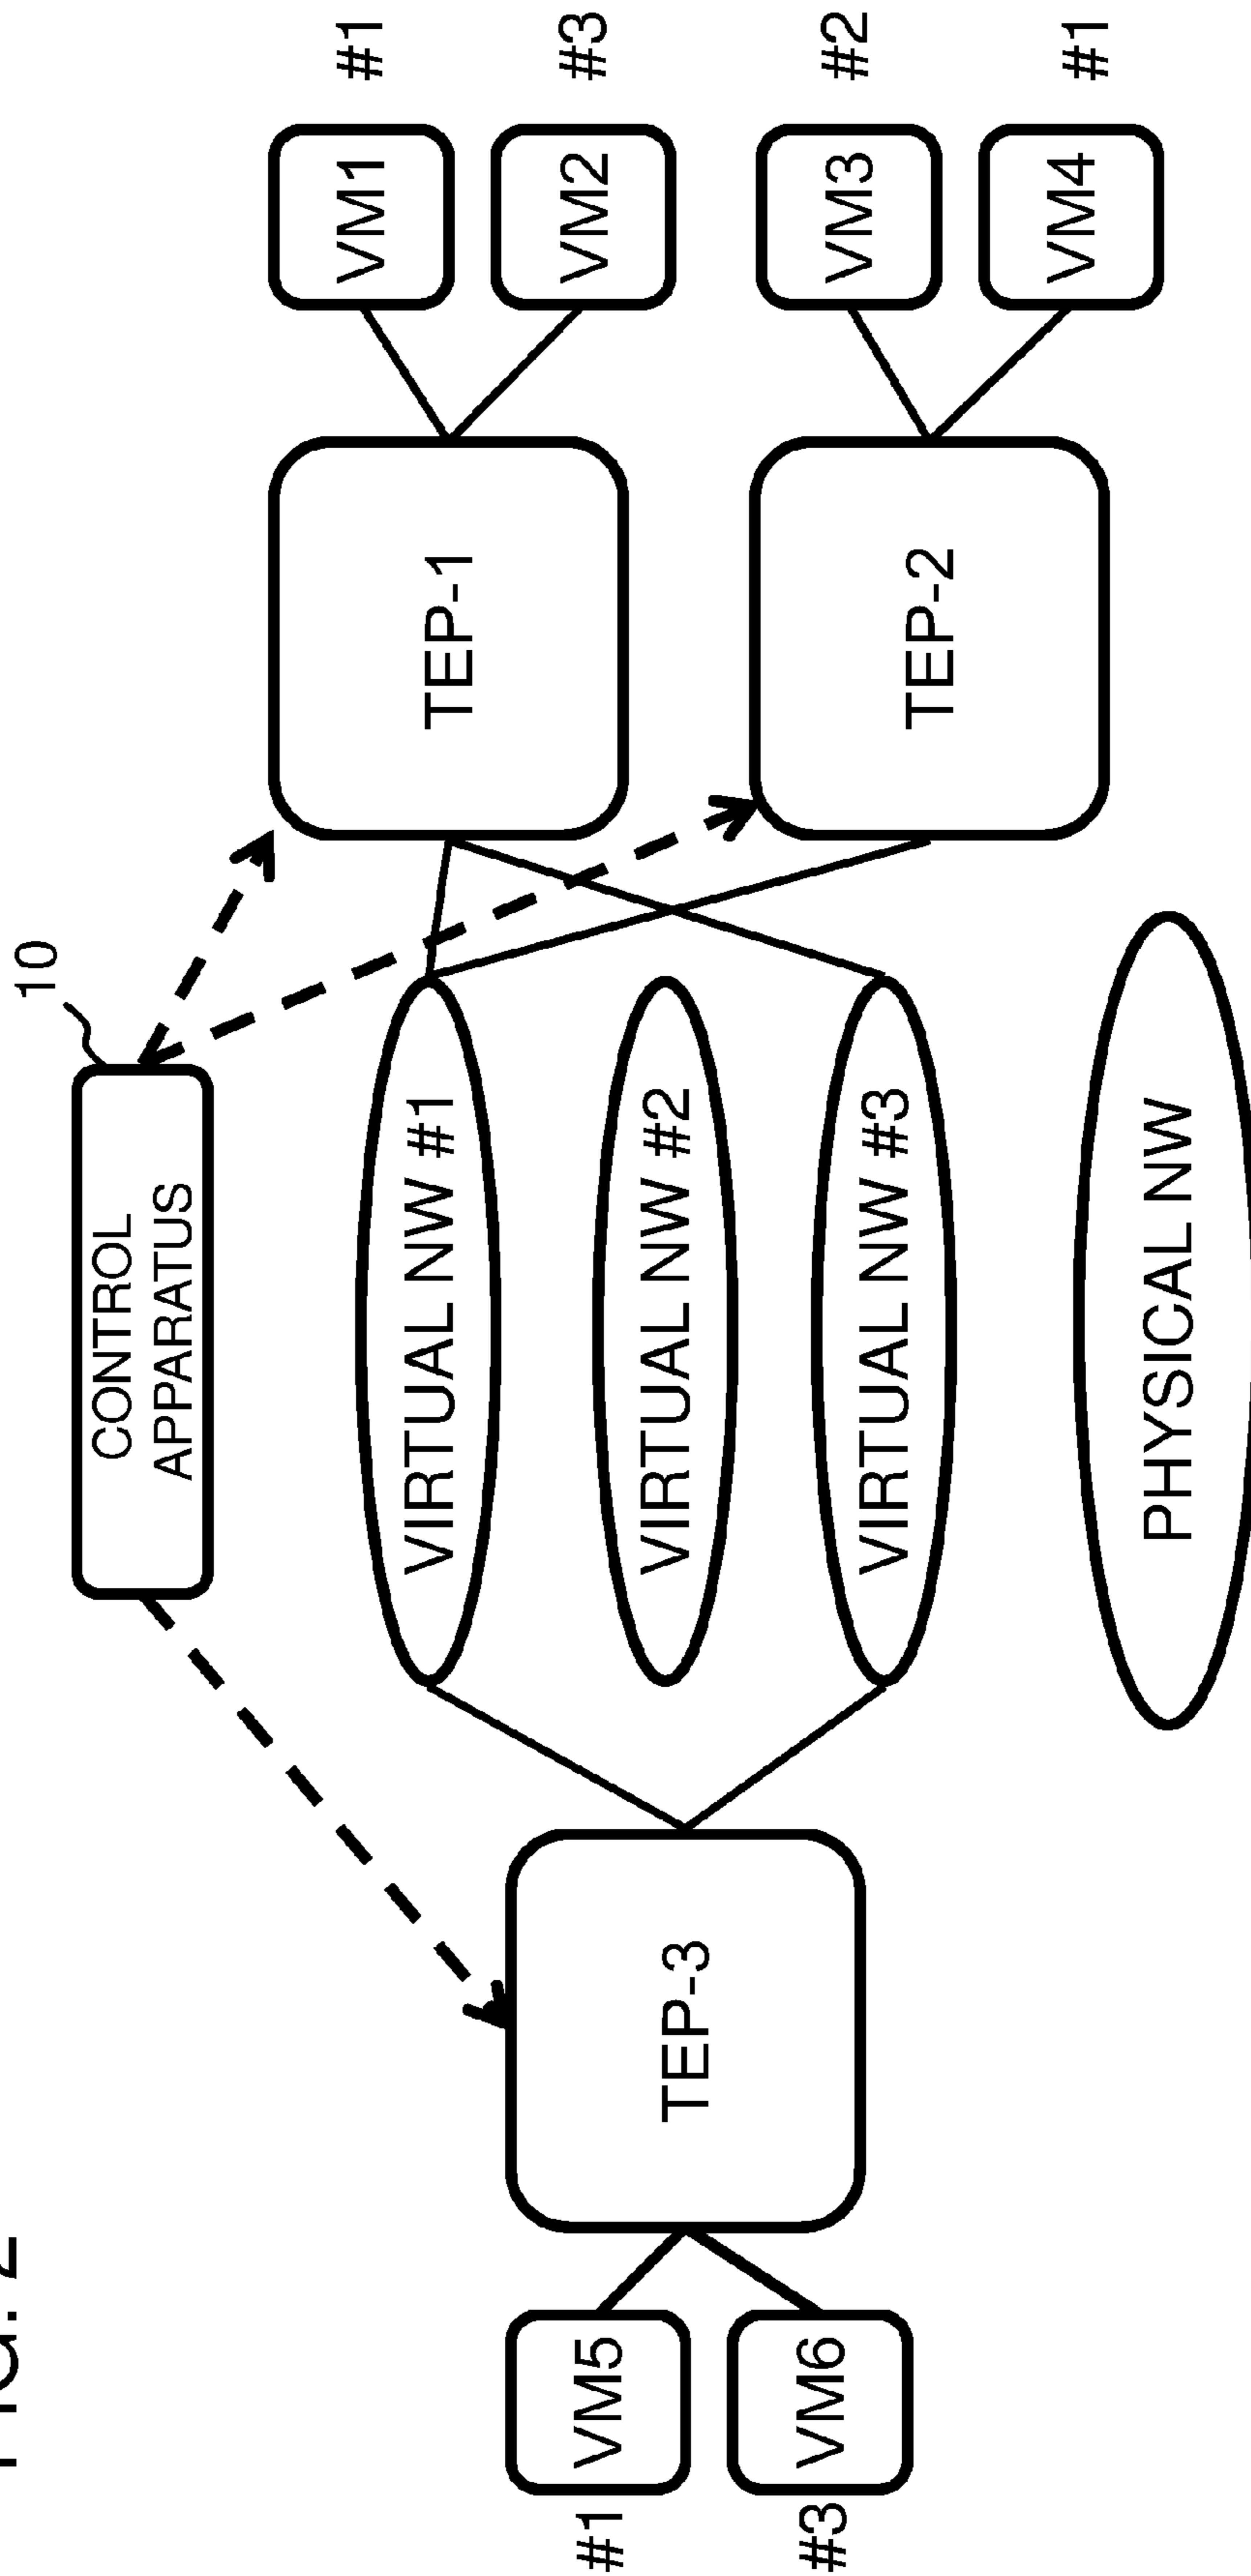 FIG. 2
10
CONTROL
APPARATUS
#1
VM5
VM6
#3
TEP-3
VIRTUAL NW #1
VIRTUAL NW #2
VIRTUAL NW #3
PHYSICAL NW
TEP-1
TEP-2
VM1
#1
VM2
#3
VM3
#2
VM4
#1